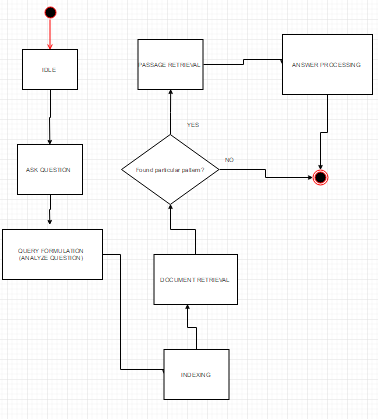 IDLE
ASK QUESTION
QUERY FORMULATION
(ANALYZE QUESTION)
INDEXING
DOCUMENT RETRIEVAL
Found particular pattern?
YES
NO
PASSAGE RETRIEVAL
ANSWER PROCESSING